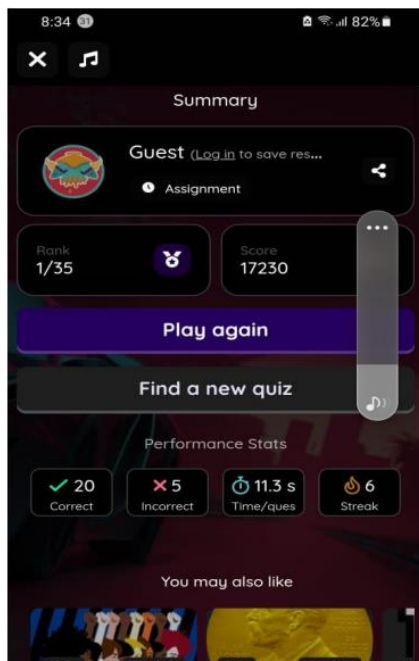 8:34 31 82%
Summary
Guest (Log in to save res...
Assignment
Rank
1/35
Score
17230
Play again
Find a new quiz
Performance Stats
20 Correct
5 Incorrect
11.3 s Time/ques
6 Streak
You may also like